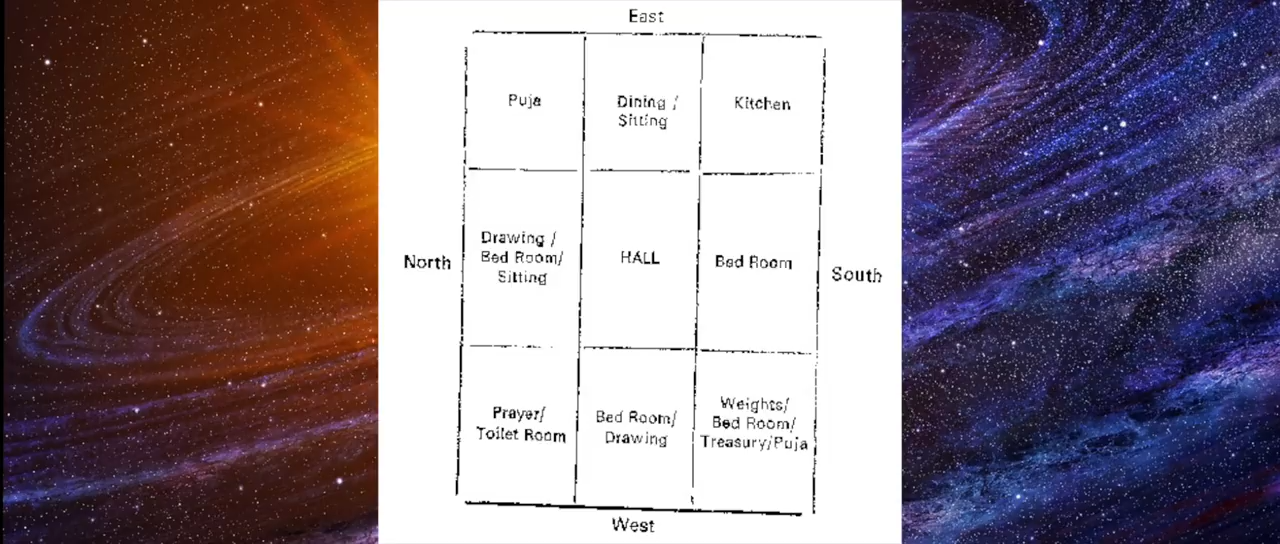 East
Puja
Dining /
Sitting
Kitchen
North
Drawing /
Bed Room/
Sitting
HALL
Bed Room
South
Prayer/
Toilet Room
Bed Room/
Drawing
Weights/
Bed Room/
Treasury/Puja
West